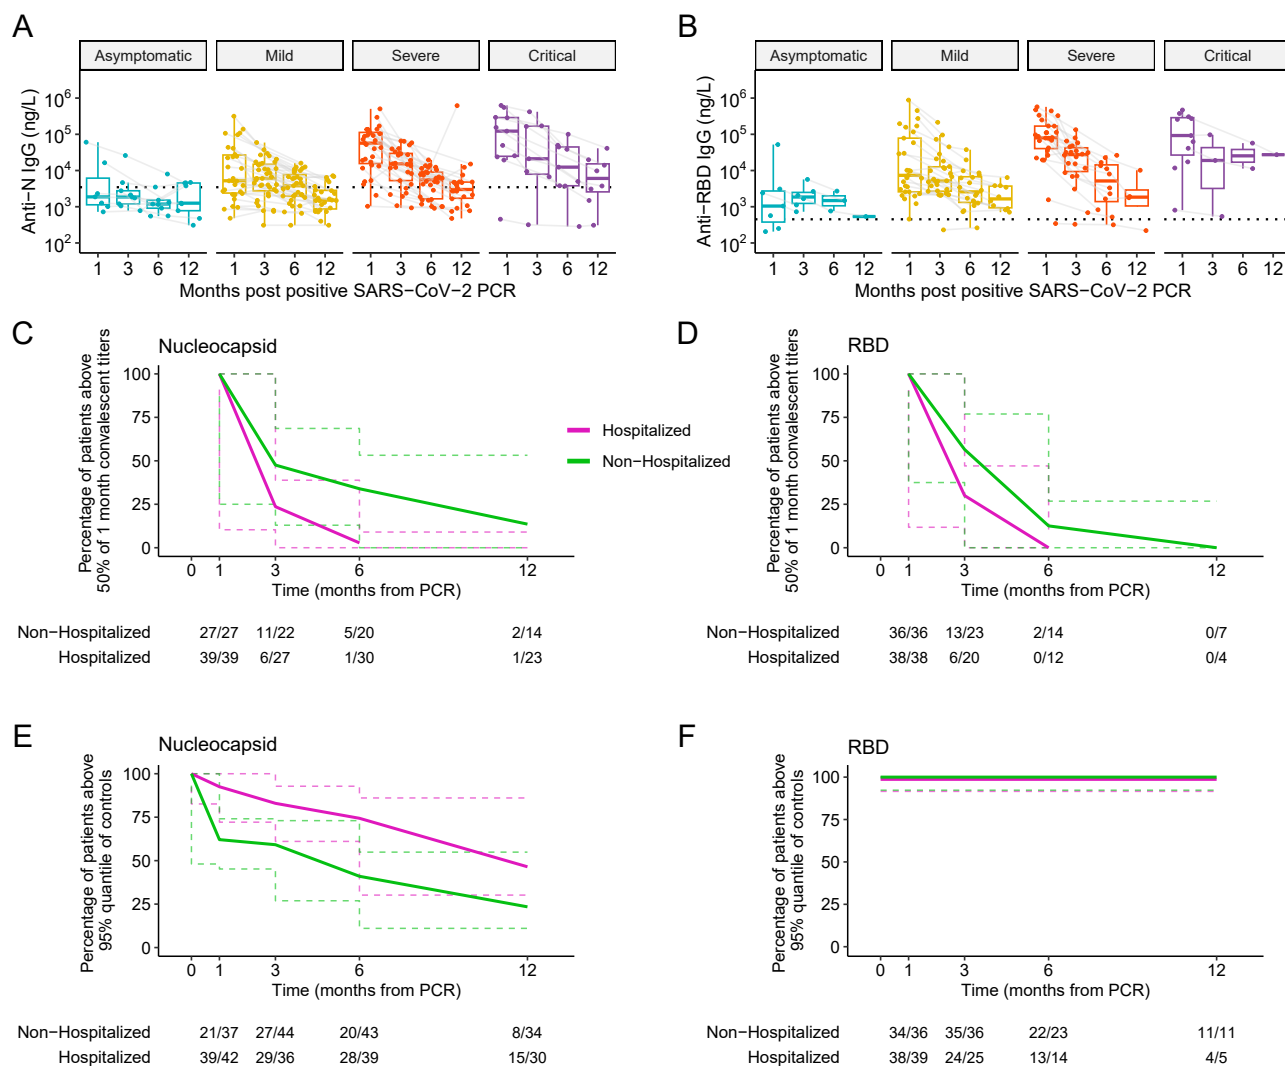 A
Asymptomatic Mild Severe Critical
Anti−N IgG (ng/L)
10^6
10^5
10^4
10^3
10^2
1 3 6 12 1 3 6 12 1 3 6 12 1 3 6 12
Months post positive SARS−CoV−2 PCR
B
Asymptomatic Mild Severe Critical
Anti−RBD IgG (ng/L)
10^6
10^5
10^4
10^3
10^2
1 3 6 12 1 3 6 12 1 3 6 12 1 3 6 12
Months post positive SARS−CoV−2 PCR
C
Nucleocapsid
Percentage of patients above
50% of 1 month convalescent titers
100
75
50
25
0
0 1 3 6 12
Time (months from PCR)
Hospitalized
Non−Hospitalized
Non−Hospitalized 27/27 11/22 5/20 2/14
Hospitalized 39/39 6/27 1/30 1/23
D
RBD
Percentage of patients above
50% of 1 month convalescent titers
100
75
50
25
0
0 1 3 6 12
Time (months from PCR)
Non−Hospitalized 36/36 13/23 2/14 0/7
Hospitalized 38/38 6/20 0/12 0/4
E
Nucleocapsid
Percentage of patients above
95% quantile of controls
100
75
50
25
0
0 1 3 6 12
Time (months from PCR)
Non−Hospitalized 21/37 27/44 20/43 8/34
Hospitalized 39/42 29/36 28/39 15/30
F
RBD
Percentage of patients above
95% quantile of controls
100
75
50
25
0
0 1 3 6 12
Time (months from PCR)
Non−Hospitalized 34/36 35/36 22/23 11/11
Hospitalized 38/39 24/25 13/14 4/5